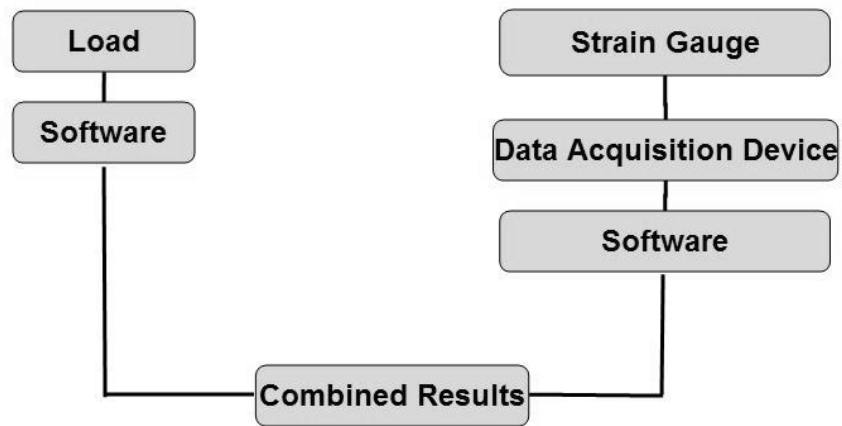 Load
Software
Strain Gauge
Data Acquisition Device
Software
Combined Results